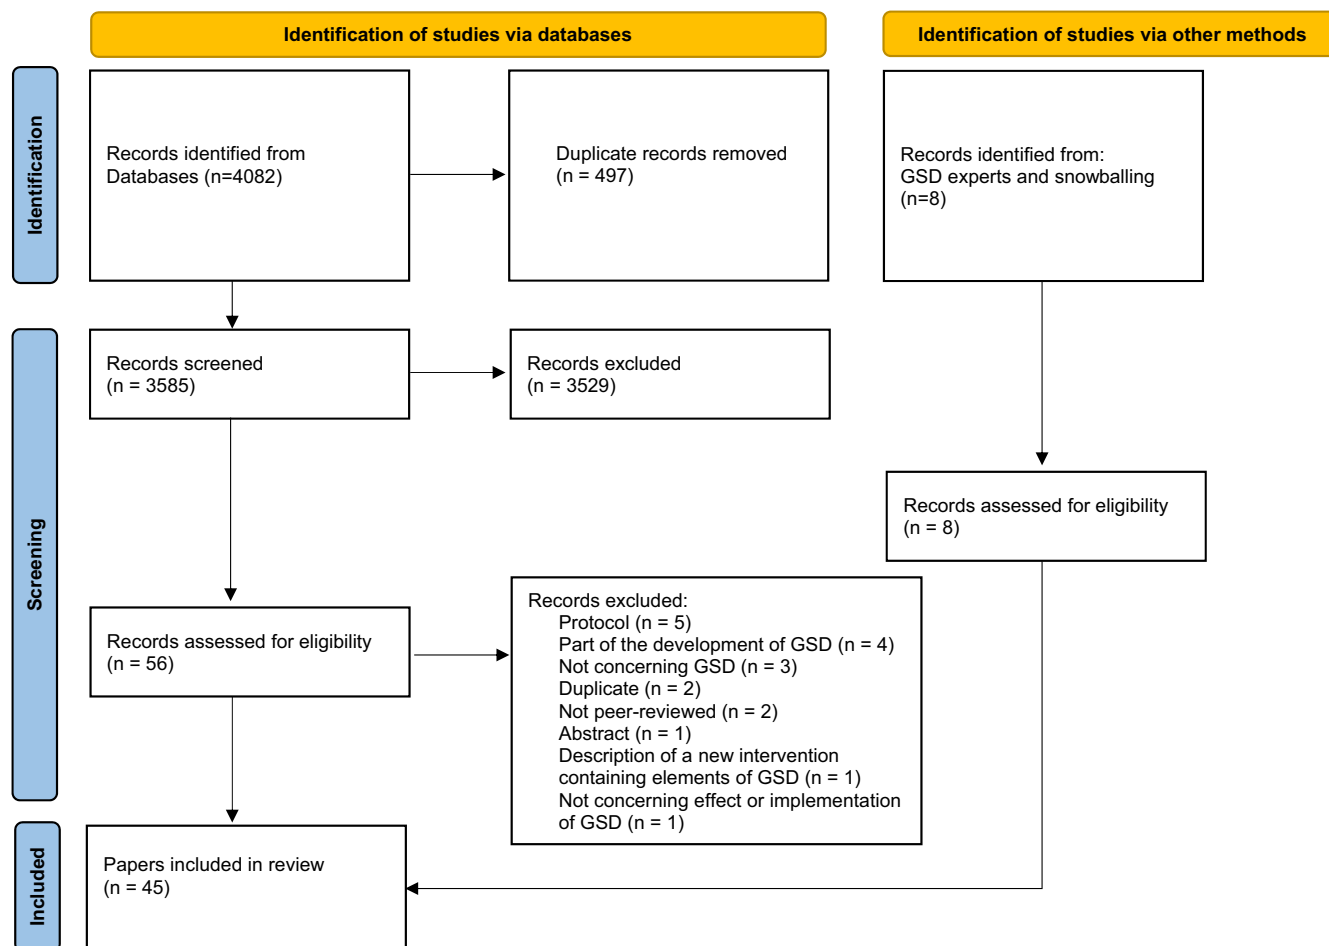 Identification of studies via databases
Identification of studies via other methods
Identification
Records identified from
Databases (n=4082)
Duplicate records removed
(n = 497)
Records identified from:
GSD experts and snowballing
(n=8)
Screening
Records screened
(n = 3585)
Records excluded
(n = 3529)
Records assessed for eligibility
(n = 8)
Records assessed for eligibility
(n = 56)
Records excluded:
Protocol (n = 5)
Part of the development of GSD (n = 4)
Not concerning GSD (n = 3)
Duplicate (n = 2)
Not peer-reviewed (n = 2)
Abstract (n = 1)
Description of a new intervention
containing elements of GSD (n = 1)
Not concerning effect or implementation
of GSD (n = 1)
Included
Papers included in review
(n = 45)